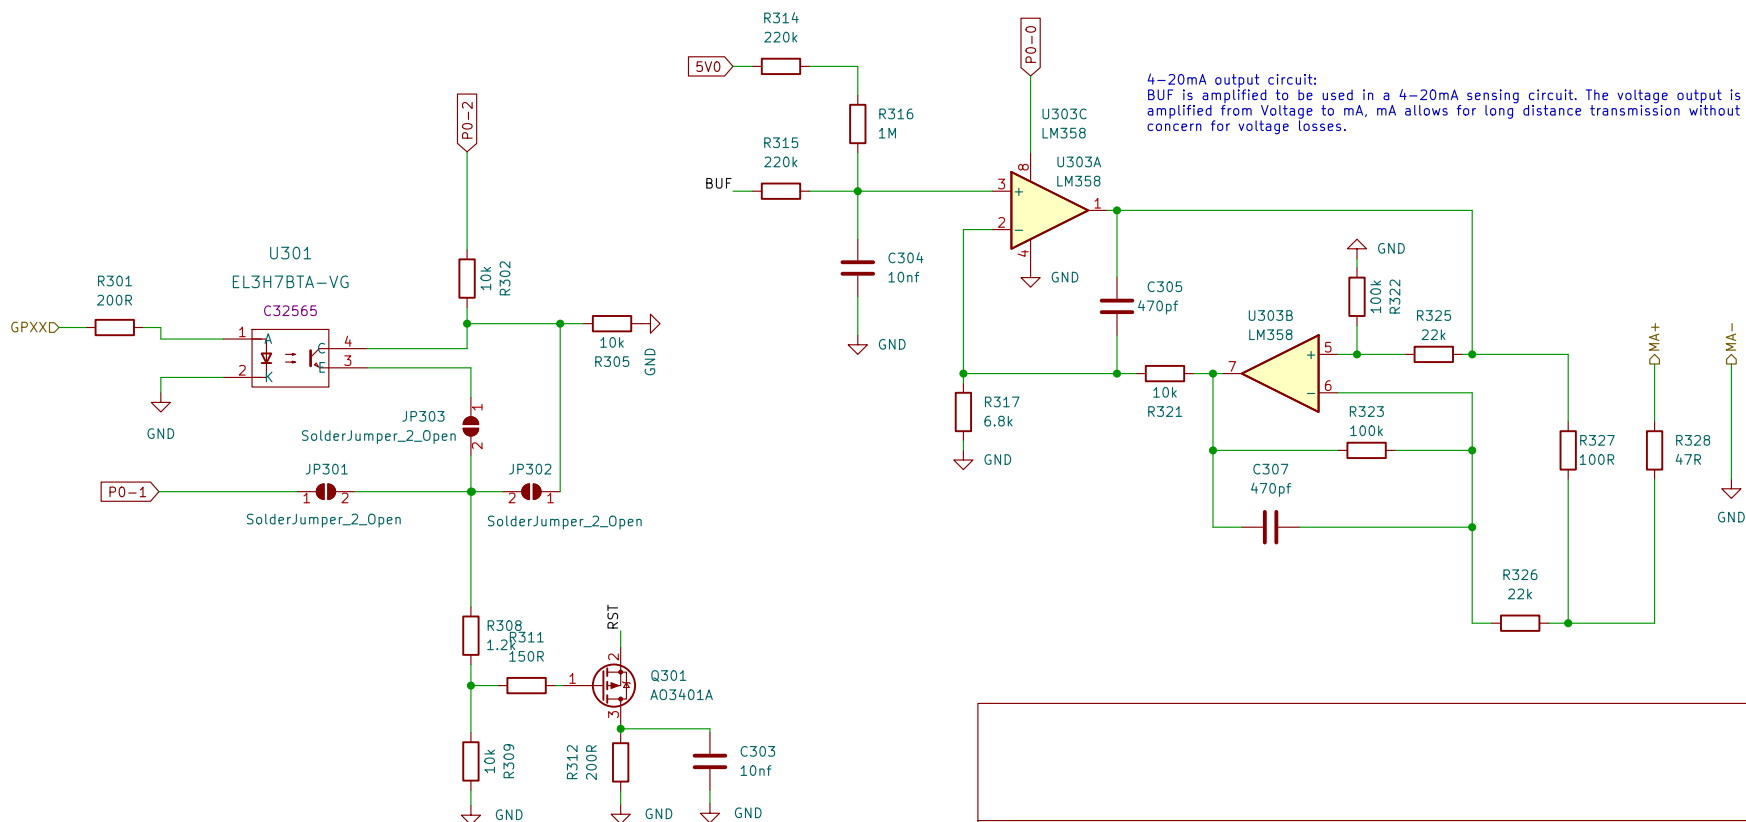 R314
220k
5V0
P0-0
4-20mA output circuit:
BUF is amplified to be used in a 4-20mA sensing circuit. The voltage output is
amplified from Voltage to mA, mA allows for long distance transmission without
concern for voltage losses.
P0-2
R316
1M
U303C
LM358
R315
220k
U303A
LM358
BUF
8
3
+
1
2
-
4
GND
C304
10nf
GND
U301
EL3H7BTA-VG
C32565
10k
R302
R301
200R
GPXX
1
A
C
4
E
3
2
K
GND
10k
R305
GND
C305
470pf
GND
100k
R322
U303B
LM358
R325
22k
MA+
MA-
7
+
5
-
6
10k
R321
R317
6.8k
GND
R323
100k
C307
470pf
R327
100R
R328
47R
GND
R326
22k
JP303
SolderJumper_2_Open
1
2
JP301
P0-1
1
2
SolderJumper_2_Open
JP302
2
1
SolderJumper_2_Open
R308
1.2k
R311
150R
RST
2
1
3
Q301
AO3401A
10k
R309
GND
R312
200R
GND
C303
10nf
GND